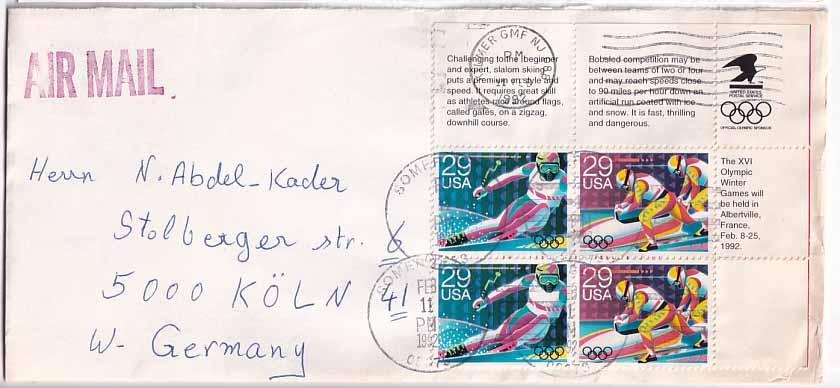 AIR MAIL
Herrn N. Abdel-Kader
Stolberger str. 6
5000 KÖLN 41
W- Germany
SOMER GMF NJ 088
PM
1992
Challenging to the beginner
and expert, slalom skiing
puts a premium on style and
speed. It requires great skill
as athletes race around flags,
called gates, on a zigzag,
downhill course.
Bobsled competition may be
between teams of two or four
and may reach speeds close
to 90 miles per hour down an
artificial run coated with ice
and snow. It is fast, thrilling
and dangerous.
UNITED STATES
POSTAL SERVICE
OFFICIAL OLYMPIC SPONSOR
29
USA
29
USA
The XVI
Olympic
Winter
Games will
be held in
Albertville,
France,
Feb. 8-25,
1992.
29
USA
29
USA
FEB
11
PM
1992